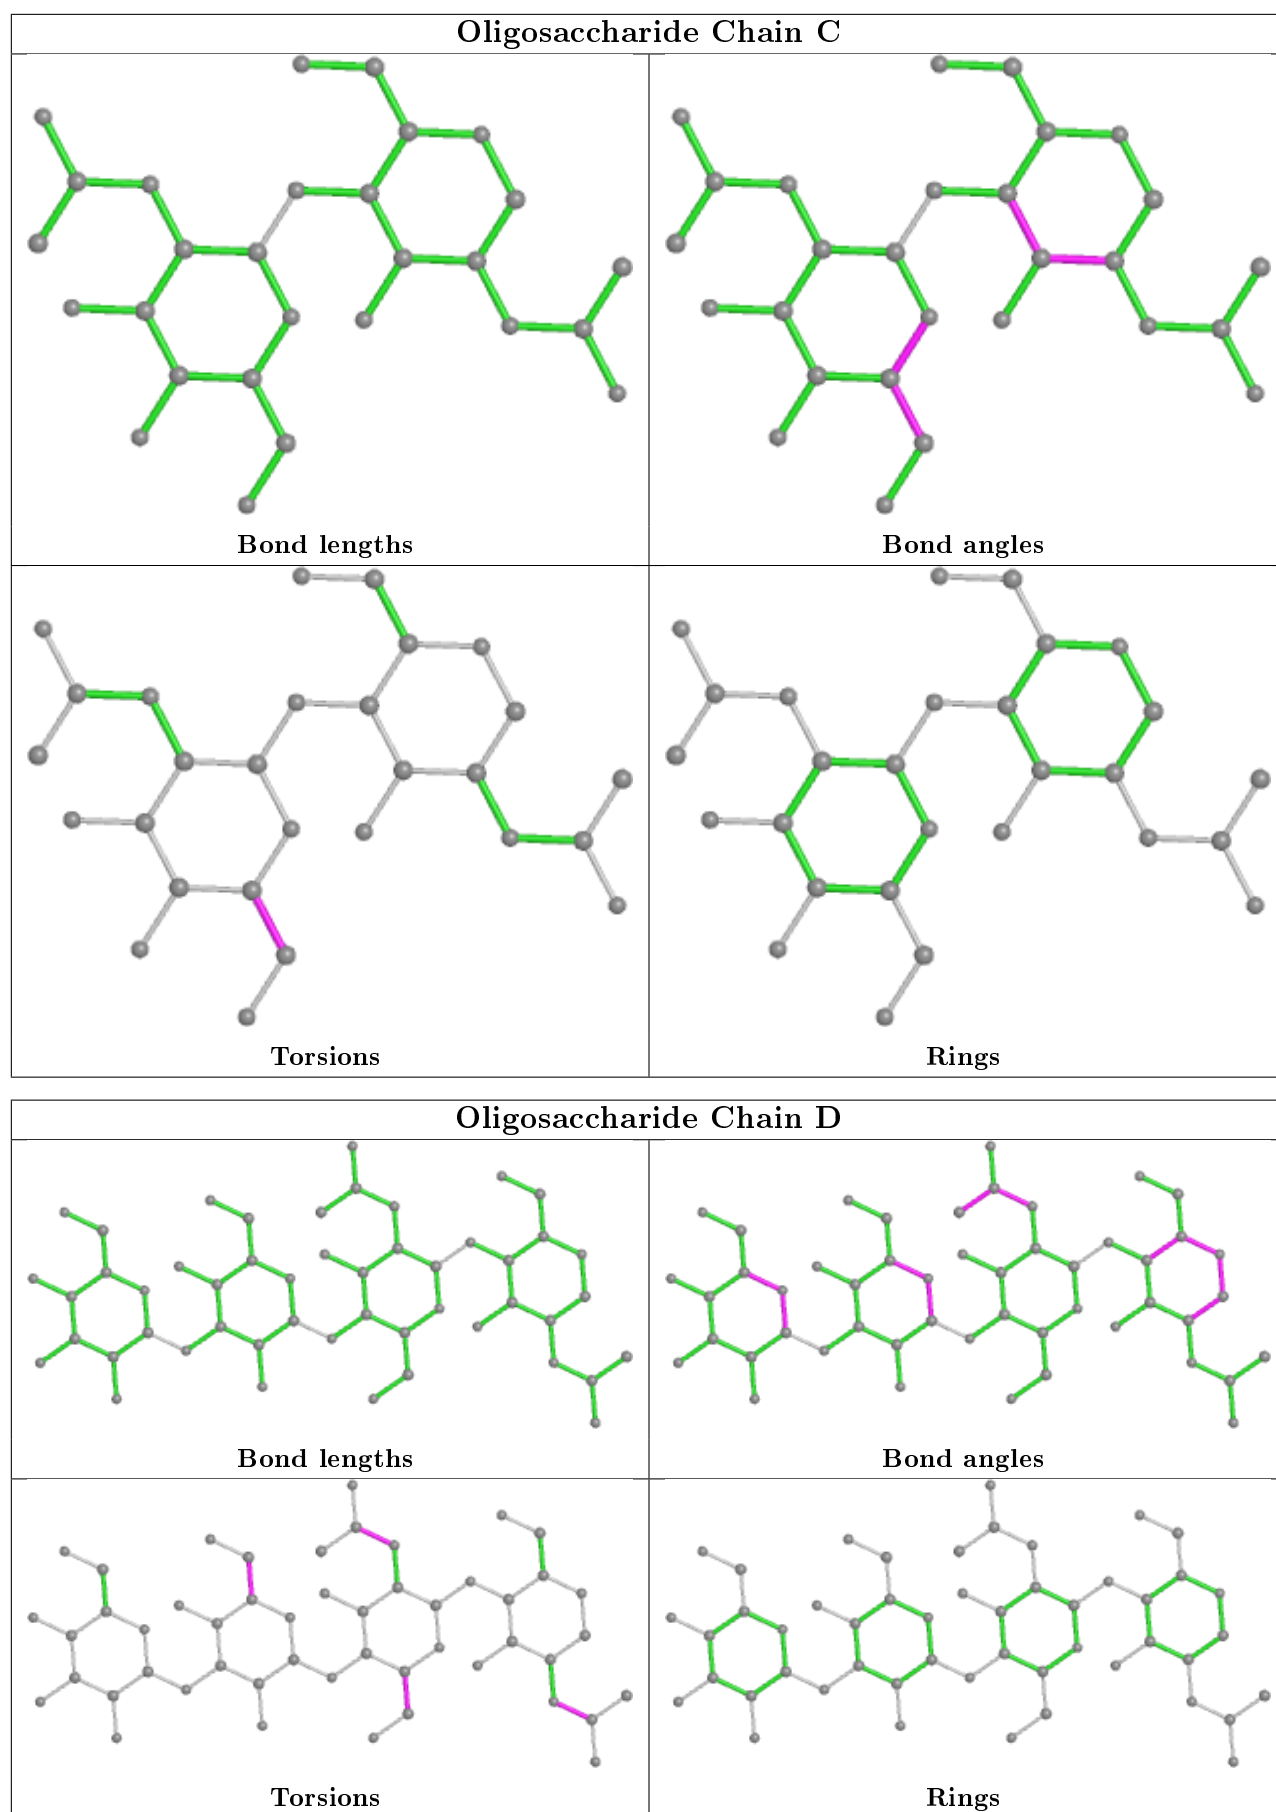 Oligosaccharide Chain C
Bond lengths
Bond angles
Torsions
Rings
Oligosaccharide Chain D
Bond lengths
Bond angles
Torsions
Rings